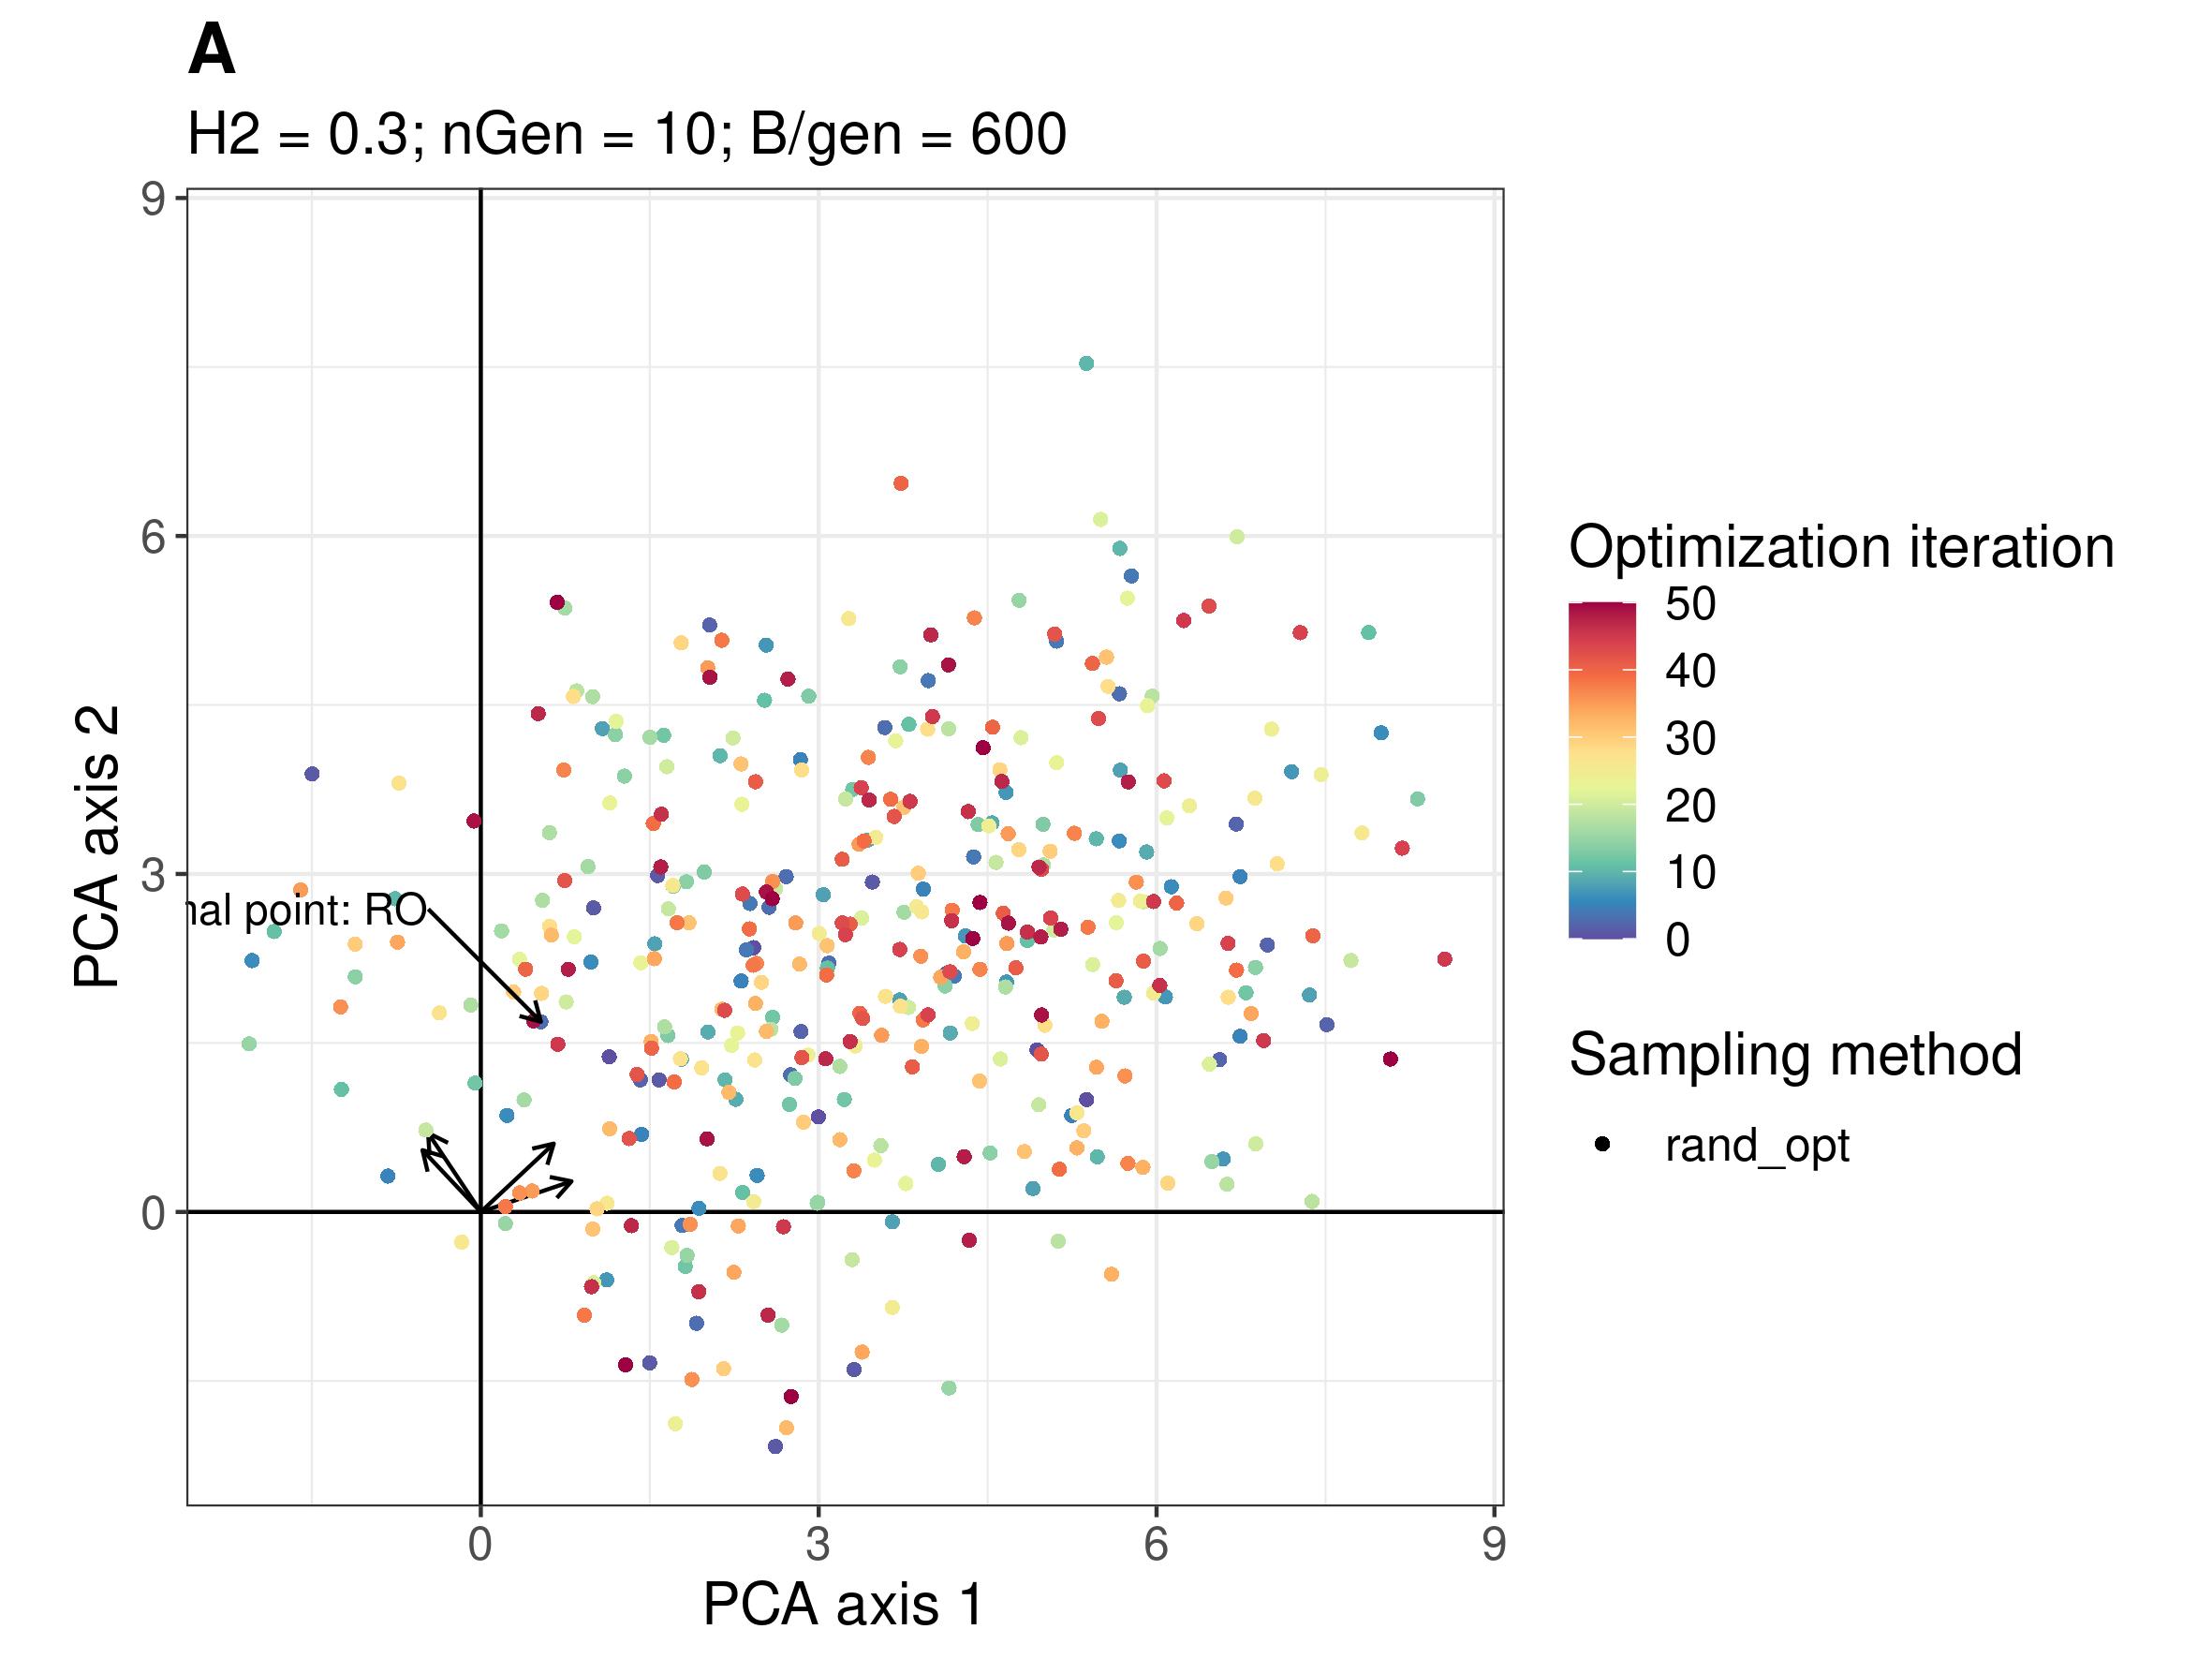 A
H2 = 0.3; nGen = 10; B/gen = 600
PCA axis 2
9
6
3
0
nal point: RO
0
3
6
9
PCA axis 1
Optimization iteration
50
40
30
20
10
0
Sampling method
rand_opt